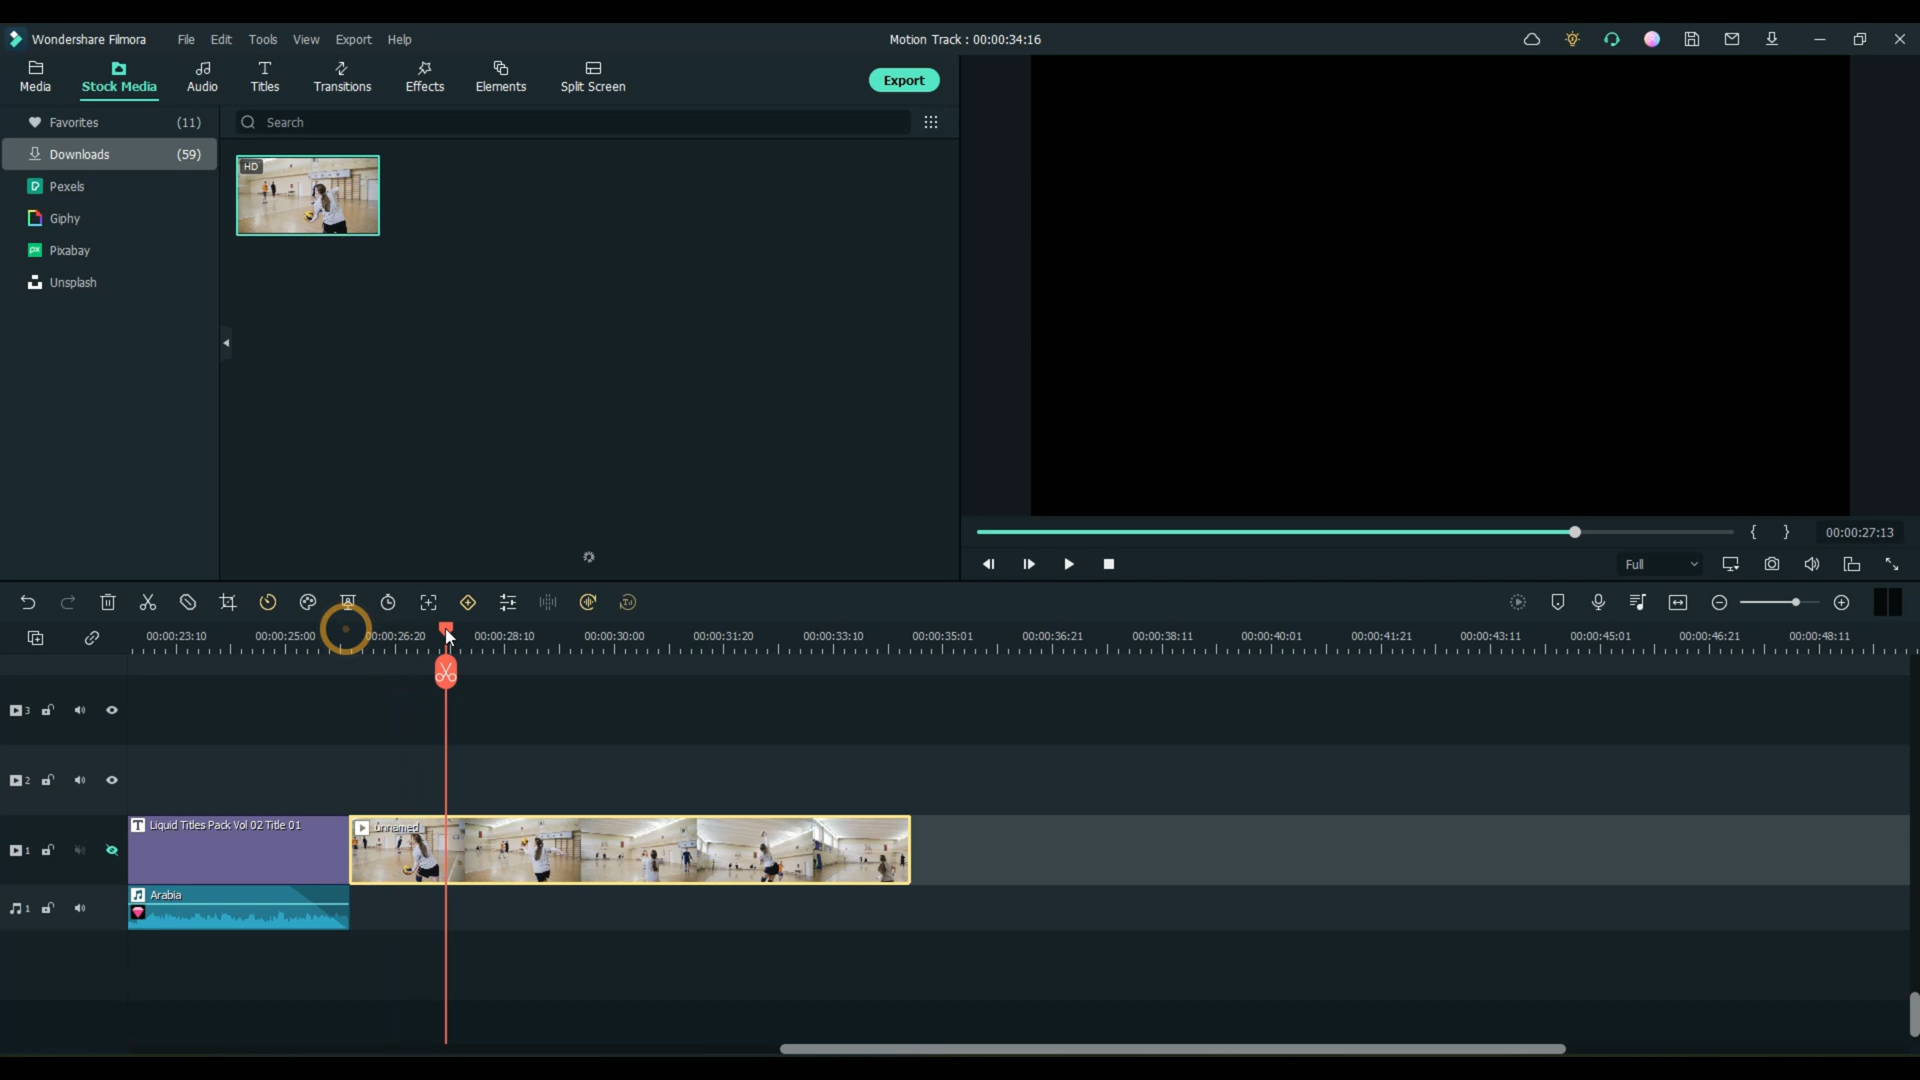 Wondershare Filmora
File Edit Tools View Export Help
Motion Track : 00:00:34:16
Media
Stock Media
Audio
Titles
Transitions
Effects
Elements
Split Screen
Export
Favorites (11)
Downloads (59)
Pexels
Giphy
Pixabay
Unsplash
Search
HD
{ } 00:00:27:13
Full
00:00:23:10 00:00:25:00 00:00:26:20 00:00:28:10 00:00:30:00 00:00:31:20 00:00:33:10 00:00:35:01 00:00:36:21 00:00:38:11 00:00:40:01 00:00:41:21 00:00:43:11 00:00:45:01 00:00:46:21 00:00:48:11
3
2
1
T Liquid Titles Pack Vol 02 Title 01
unnamed
1
Arabia